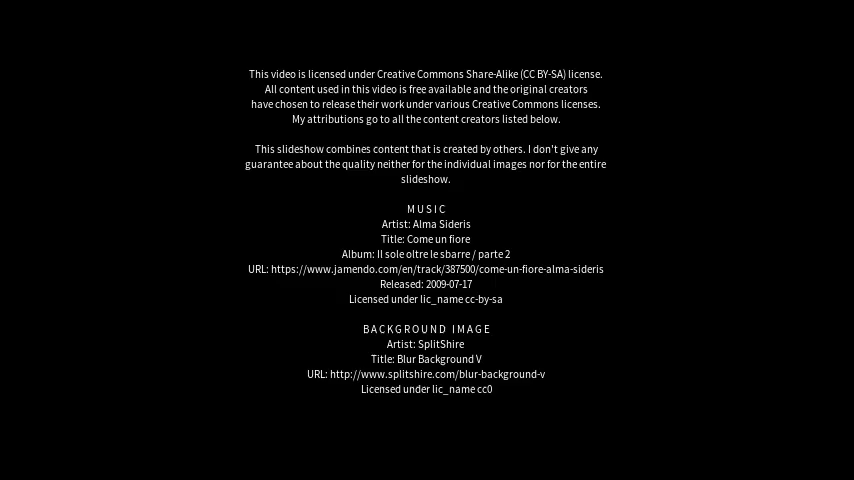 This video is licensed under Creative Commons Share-Alike (CC BY-SA) license.
All content used in this video is free available and the original creators
have chosen to release their work under various Creative Commons licenses.
My attributions go to all the content creators listed below.
This slideshow combines content that is created by others. I don't give any
guarantee about the quality neither for the individual images nor for the entire
slideshow.
MUSIC
Artist: Alma Sideris
Title: Come un fiore
Album: Il sole oltre le sbarre / parte 2
URL: https://www.jamendo.com/en/track/387500/come-un-fiore-alma-sideris
Released: 2009-07-17
Licensed under lic_name cc-by-sa
BACKGROUND IMAGE
Artist: SplitShire
Title: Blur Background V
URL: http://www.splitshire.com/blur-background-v
Licensed under lic_name cc0